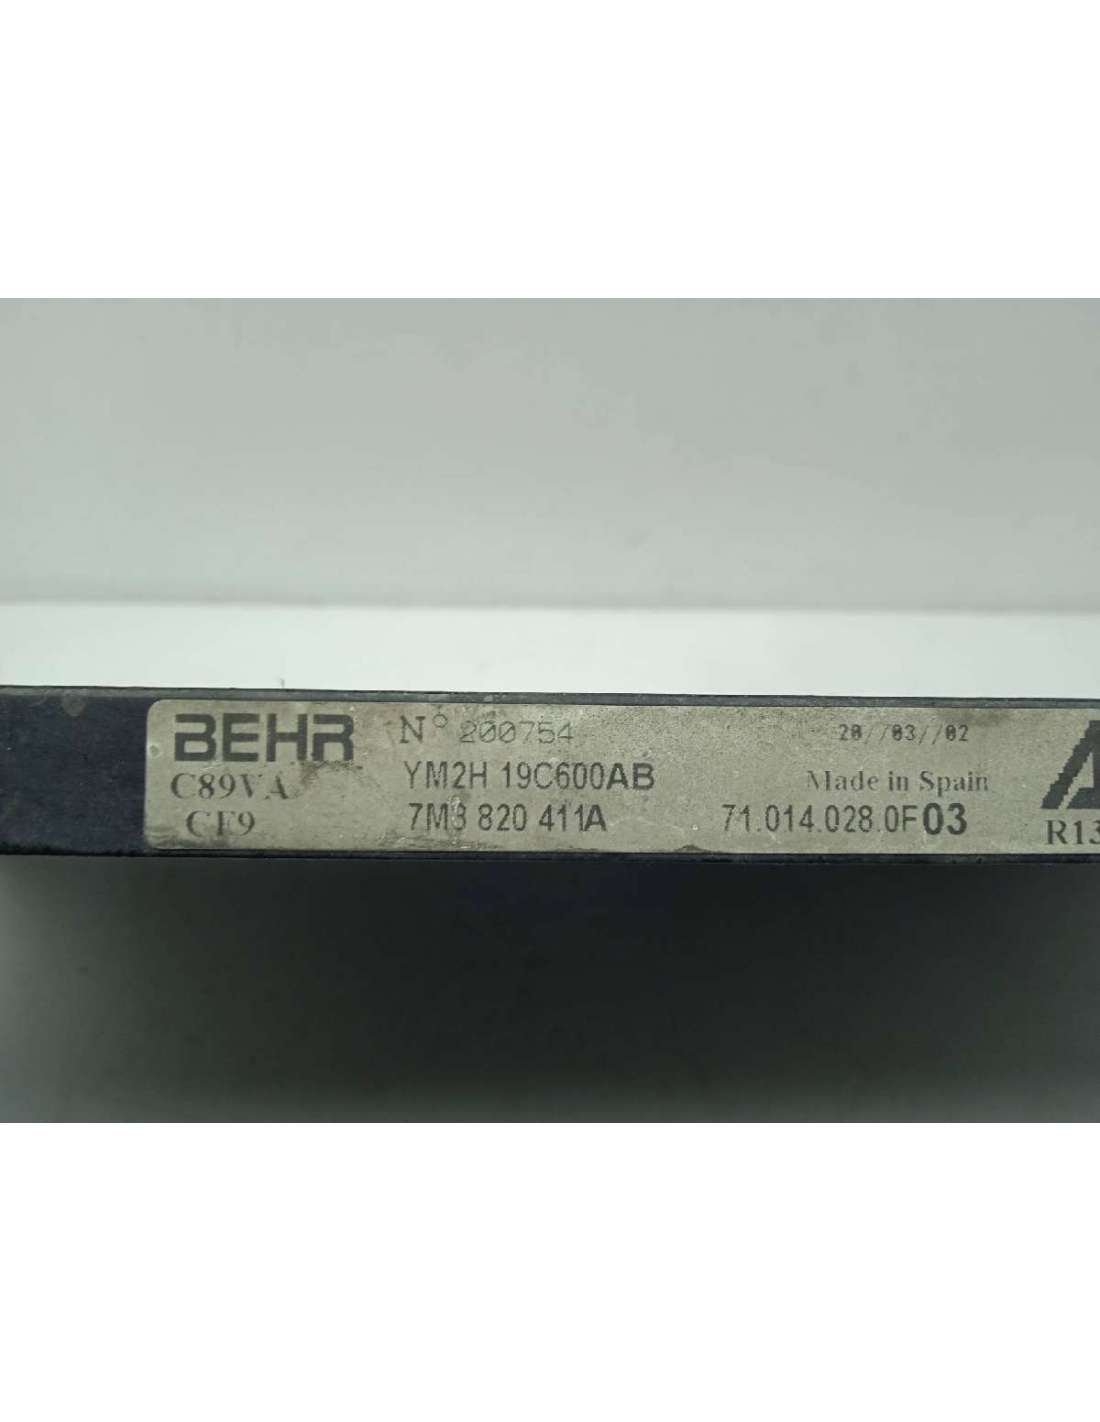 BEHR N° 200754 20//03//02
C89VA YM2H 19C600AB Made in Spain
CF9 7M3 820 411A 71.014.028.0F03 R13